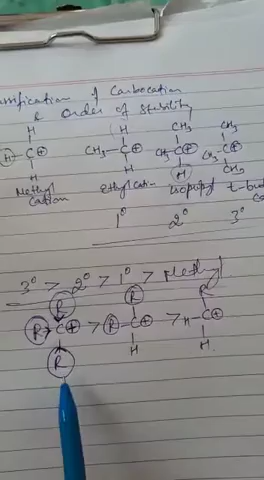 ssification of Carbocation
& order of stability
H H CH₃ CH₃
H–C⊕ CH₃–C⊕ CH₃–C⊕ CH₃–C⊕
H H H CH₃
Methyl cation ethyl cation isopropyl t-bu
1° 2° 3°
3° > 2° > 1° > Methyl
R R R
R→C⊕ > R–C⊕ > H–C⊕
R H H